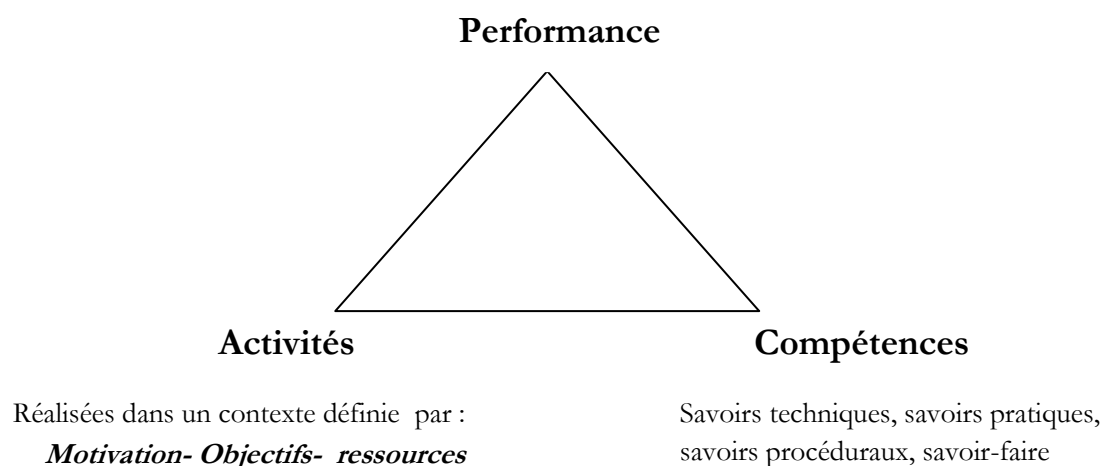 Performance
Activités
Compétences
Réalisées dans un contexte définie par :
Motivation- Objectifs- ressources
Savoirs techniques, savoirs pratiques,
savoirs procéduraux, savoir-faire